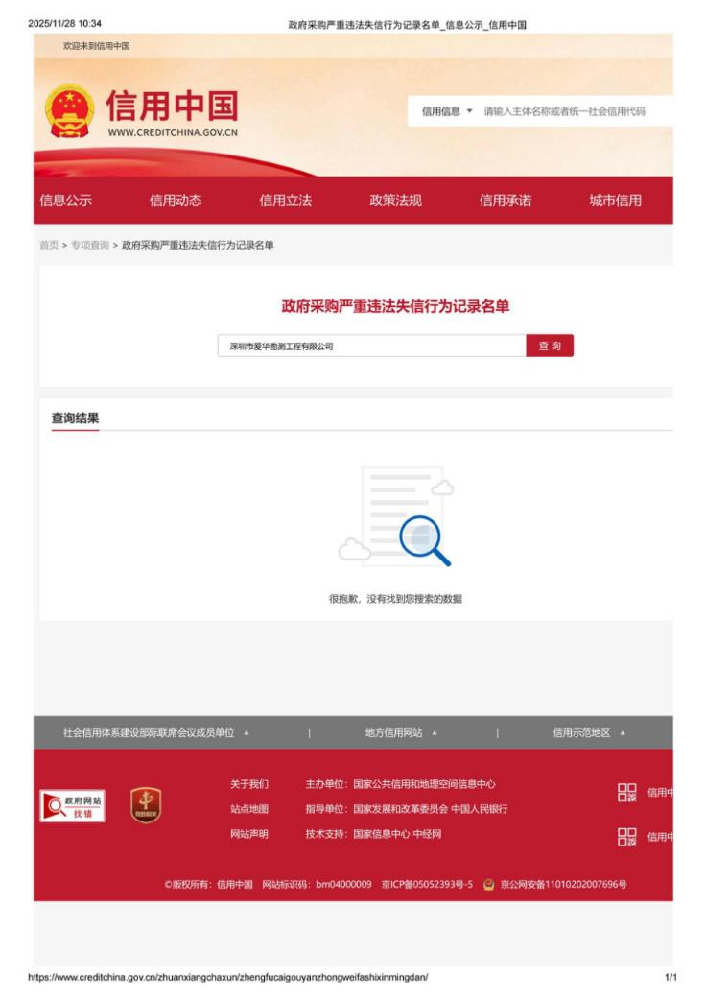 2025/11/28 10:34 政府采购严重违法失信行为记录名单_信息公示_信用中国
欢迎来到信用中国
信用中国
WWW.CREDITCHINA.GOV.CN
信用信息 请输入主体名称或者统一社会信用代码
信息公示 信用动态 信用立法 政策法规 信用承诺 城市信用
首页 > 专项查询 > 政府采购严重违法失信行为记录名单
政府采购严重违法失信行为记录名单
深圳市爱华勘测工程有限公司 查询
查询结果
很抱歉，没有找到您搜索的数据
社会信用体系建设部际联席会议成员单位 | 地方信用网站 | 信用示范地区
政府网站
找错
党政机关
关于我们 主办单位：国家公共信用和地理空间信息中心
信用中
站点地图 指导单位：国家发展和改革委员会 中国人民银行
网站声明 技术支持：国家信息中心 中经网
信用中
©版权所有：信用中国 网站标识码：bm04000009 京ICP备05052393号-5 京公网安备11010202007696号
https://www.creditchina.gov.cn/zhuanxiangchaxun/zhengfucaigouyanzhongweifashixinmingdan/ 1/1